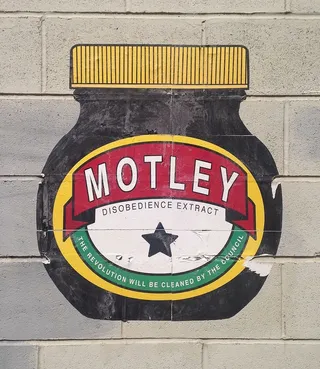 MOTLEY
DISOBEDIENCE EXTRACT
THE REVOLUTION WILL BE CLEANED BY THE COUNCIL